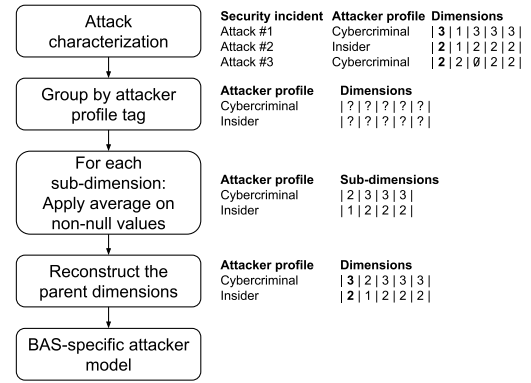 Attack
characterization
Security incident Attacker profile Dimensions
Attack #1 Cybercriminal | 3 | 1 | 3 | 3 | 3 |
Attack #2 Insider | 2 | 1 | 2 | 2 | 2 |
Attack #3 Cybercriminal | 2 | 2 | Ø | 2 | 2 |
Group by attacker
profile tag
Attacker profile Dimensions
Cybercriminal | ? | ? | ? | ? | ? |
Insider | ? | ? | ? | ? | ? |
For each
sub-dimension:
Apply average on
non-null values
Attacker profile Sub-dimensions
Cybercriminal | 2 | 3 | 3 | 3 |
Insider | 1 | 2 | 2 | 2 |
Reconstruct the
parent dimensions
Attacker profile Dimensions
Cybercriminal | 3 | 2 | 3 | 3 | 3 |
Insider | 2 | 1 | 2 | 2 | 2 |
BAS-specific attacker
model